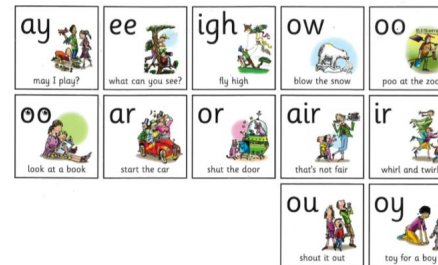 ay ee igh ow oo
may I play? what can you see? fly high blow the snow poo at the zoo
oo ar or air ir
look at a book start the car shut the door that's not fair whirl and twirl
ou oy
shout it out toy for a boy